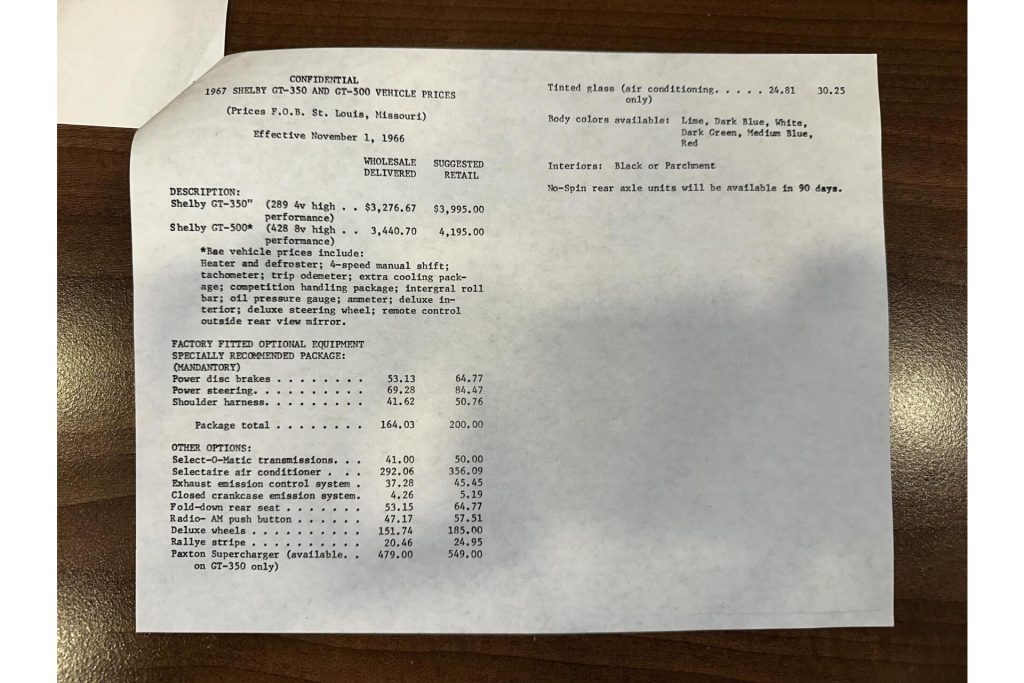 CONFIDENTIAL
1967 SHELBY GT-350 AND GT-500 VEHICLE PRICES
(Prices F.O.B. St. Louis, Missouri)
Effective November 1, 1966
WHOLESALE SUGGESTED
DELIVERED RETAIL
DESCRIPTION:
Shelby GT-350" (289 4v high . . $3,276.67 $3,995.00
performance)
Shelby GT-500* (428 8v high . . 3,440.70 4,195.00
performance)
*Bae vehicle prices include:
Heater and defroster; 4-speed manual shift;
tachometer; trip odemeter; extra cooling pack-
age; competition handling package; intergral roll
bar; oil pressure gauge; ammeter; deluxe in-
terior; deluxe steering wheel; remote control
outside rear view mirror.
FACTORY FITTED OPTIONAL EQUIPMENT
SPECIALLY RECOMMENDED PACKAGE:
(MANDANTORY)
Power disc brakes . . . . . . . . 53.13 64.77
Power steering. . . . . . . . . . 69.28 84.47
Shoulder harness. . . . . . . . . 41.62 50.76
Package total . . . . . . . . 164.03 200.00
OTHER OPTIONS:
Select-O-Matic transmissions. . . 41.00 50.00
Selectaire air conditioner . . . 292.06 356.09
Exhaust emission control system . 37.28 45.45
Closed crankcase emission system. 4.26 5.19
Fold-down rear seat . . . . . . . 53.15 64.77
Radio- AM push button . . . . . . 47.17 57.51
Deluxe wheels . . . . . . . . . . 151.74 185.00
Rallye stripe . . . . . . . . . . 20.46 24.95
Paxton Supercharger (available. . 479.00 549.00
on GT-350 only)
Tinted glass (air conditioning. . . . . 24.81 30.25
only)
Body colors available: Lime, Dark Blue, White,
Dark Green, Medium Blue,
Red
Interiors: Black or Parchment
No-Spin rear axle units will be available in 90 days.